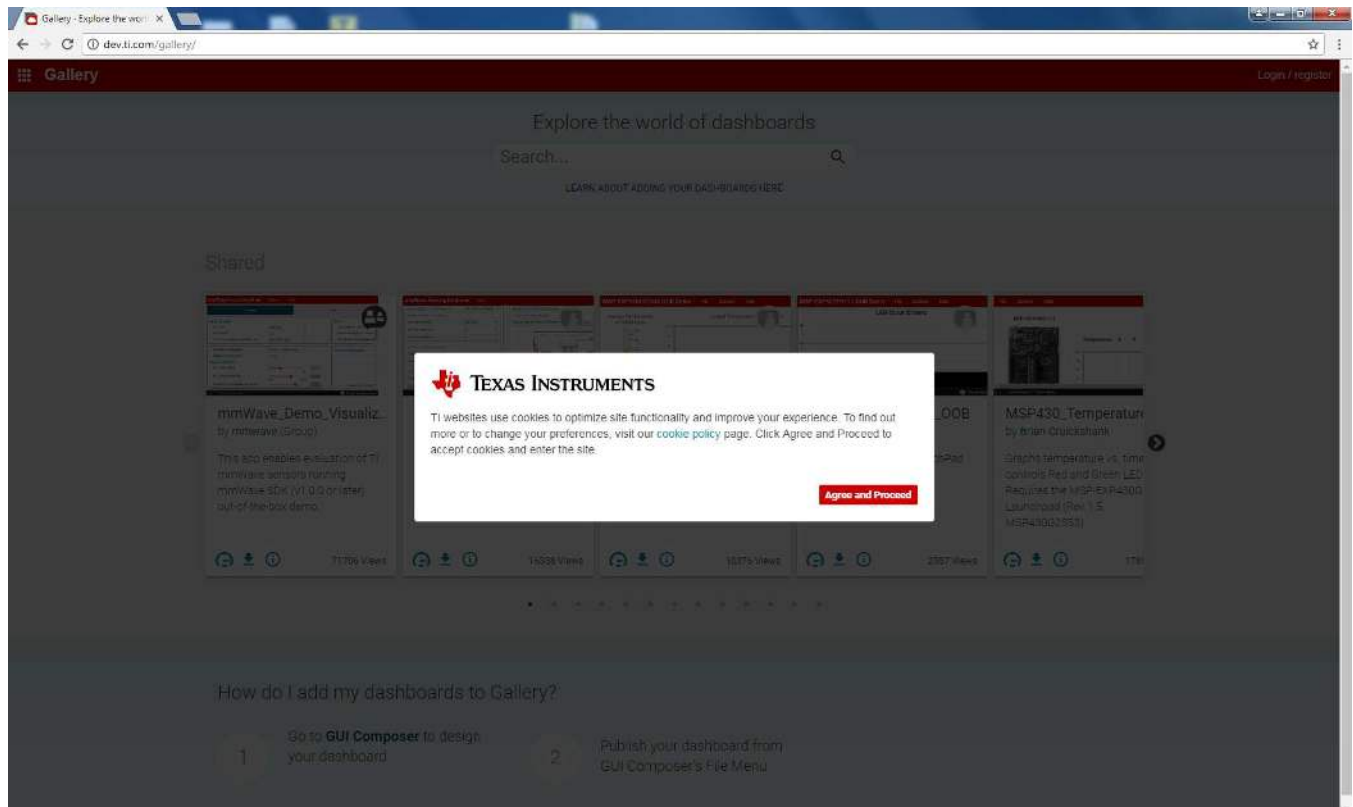 Gallery - Explore the wor
dev.ti.com/gallery/
Gallery
Login / register
Explore the world of dashboards
Search...
LEARN ABOUT ADDING YOUR DASHBOARDS HERE
Shared
TEXAS INSTRUMENTS
TI websites use cookies to optimize site functionality and improve your experience. To find out
more or to change your preferences, visit our cookie policy page. Click Agree and Proceed to
accept cookies and enter the site.
Agree and Proceed
mmWave_Demo_Visualiz...
by mmwave (Group)
This app enables evaluation of TI
mmWave sensors running
mmWave SDK (v1.0.0 or later)
out-of-the-box demo.
71706 Views
10376 Views
2557 Views
_OOB
MSP430_Temperature
by Brian Cruickshank
Graphs temperature vs. time
controls Red and Green LED
Requires the MSP-EXP430G
Launchpad (Rev 1.5
MSP430G2553)
How do I add my dashboards to Gallery?
1
Go to GUI Composer to design
your dashboard
2
Publish your dashboard from
GUI Composer's File Menu